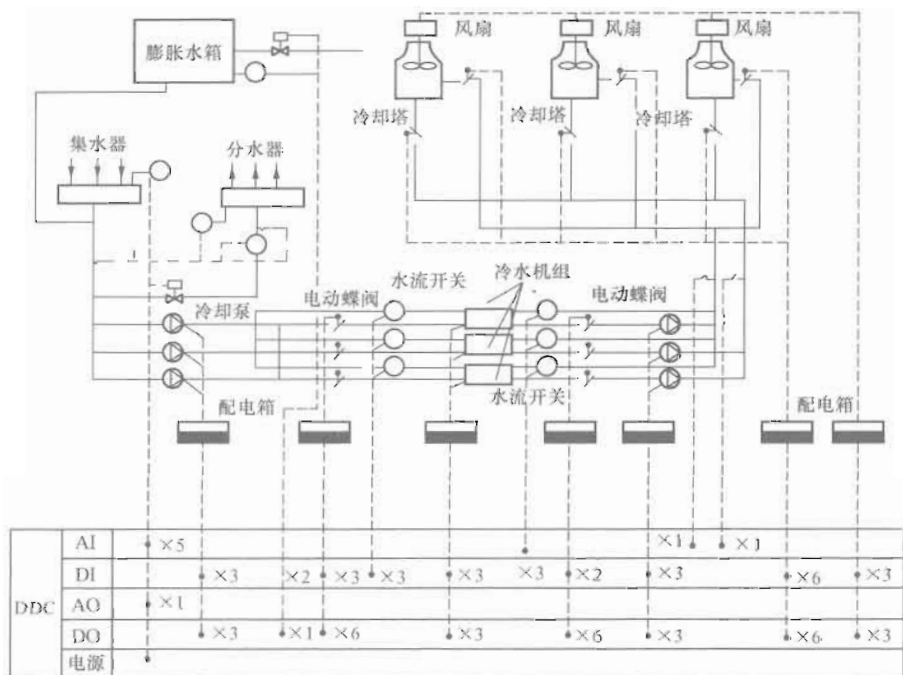 风扇 风扇 风扇
膨胀水箱
冷却塔 冷却塔 冷却塔
集水器 分水器
水流开关 冷水机组
冷却泵 电动蝶阀 电动蝶阀
水流开关
配电箱 配电箱
DDC
AI ×5 ×1 ×1
DI ×3 ×2 ×3 ×3 ×3 ×3 ×2 ×3 ×6 ×3
AO ×1
DO ×3 ×1 ×6 ×3 ×6 ×3 ×6 ×3
电源